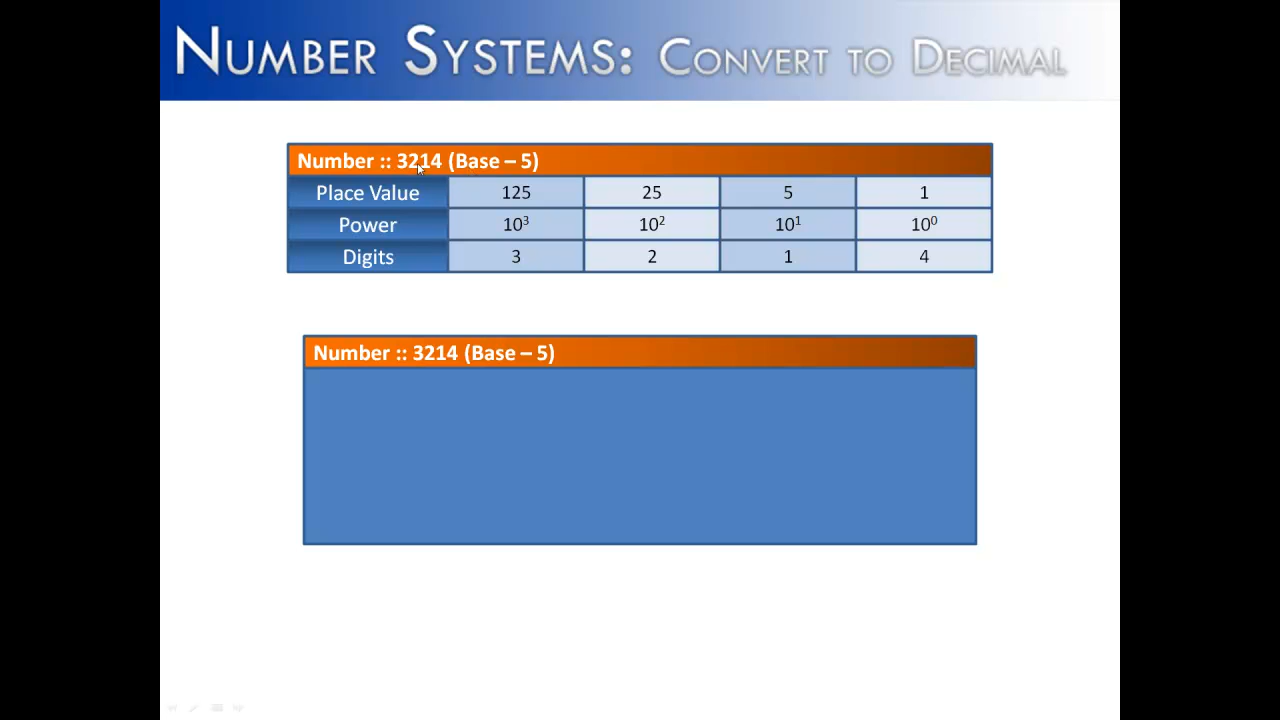 NUMBER SYSTEMS: CONVERT TO DECIMAL
Number :: 3214 (Base – 5)
Place Value 125 25 5 1
Power 10³ 10² 10¹ 10⁰
Digits 3 2 1 4
Number :: 3214 (Base – 5)